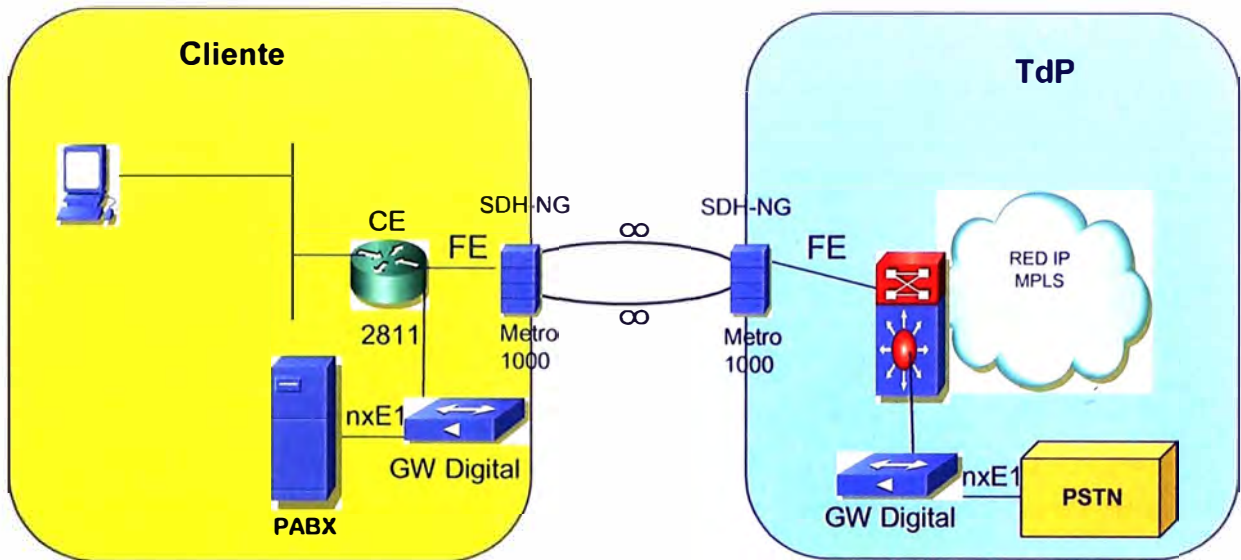 Cliente
TdP
CE
FE
SDH-NG
∞
SDH-NG
FE
RED IP
MPLS
2811
Metro
1000
∞
Metro
1000
nxE1
GW Digital
PABX
nxE1
GW Digital
PSTN